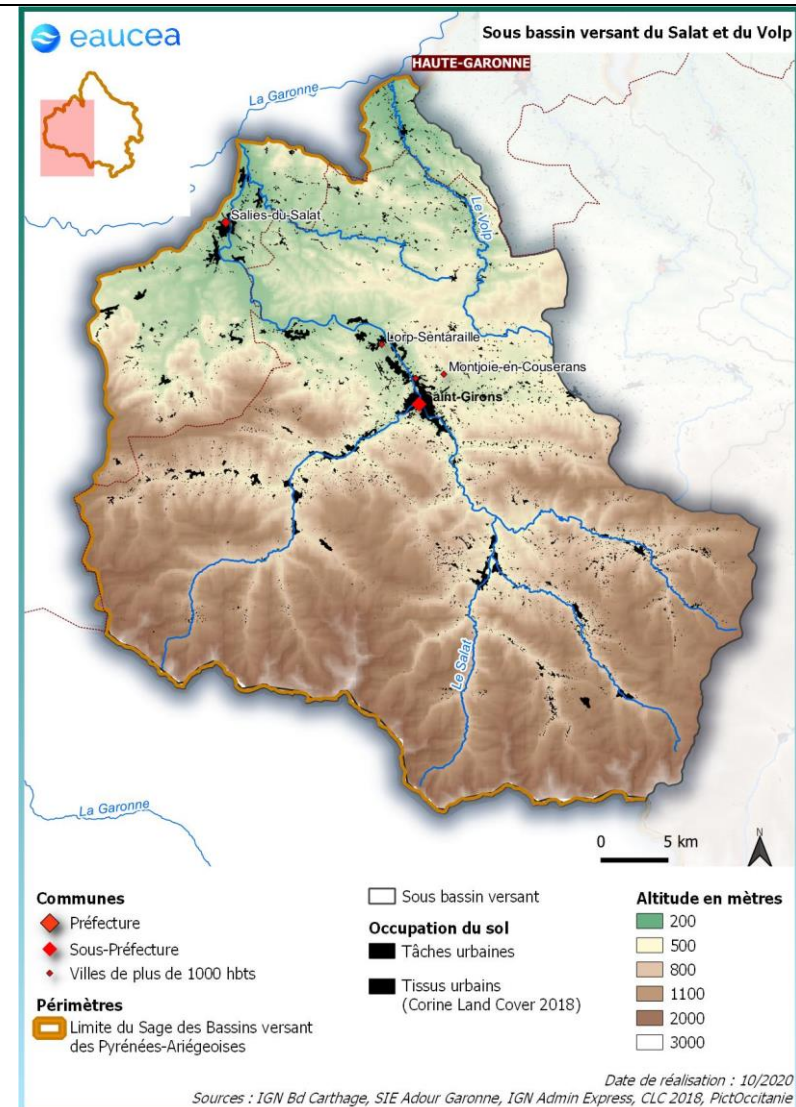 eaucea
Sous bassin versant du Salat et du Volp
HAUTE-GARONNE
La Garonne
Le Volp
Salies-du-Salat
Lorp-Sentaraille
Montjoie-en-Couserans
aint-Girons
Le Salat
La Garonne
0 5 km
N
Communes
Préfecture
Sous-Préfecture
Villes de plus de 1000 hbts
Périmètres
Limite du Sage des Bassins versant
des Pyrénées-Ariégeoises
Sous bassin versant
Occupation du sol
Tâches urbaines
Tissus urbains
(Corine Land Cover 2018)
Altitude en mètres
200
500
800
1100
2000
3000
Date de réalisation : 10/2020
Sources : IGN Bd Carthage, SIE Adour Garonne, IGN Admin Express, CLC 2018, PictOccitanie